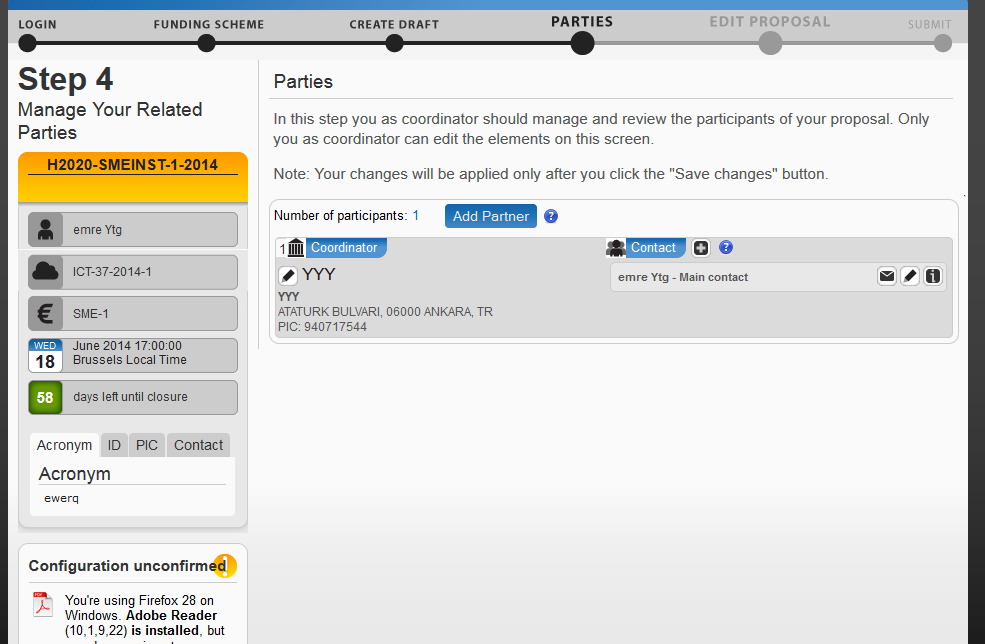 LOGIN FUNDING SCHEME CREATE DRAFT PARTIES EDIT PROPOSAL SUBMIT
Step 4
Manage Your Related
Parties
H2020-SMEINST-1-2014
emre Ytg
ICT-37-2014-1
€ SME-1
WED
18
June 2014 17:00:00
Brussels Local Time
58 days left until closure
Acronym ID PIC Contact
Acronym
ewerq
Configuration unconfirmed!
You're using Firefox 28 on
Windows. Adobe Reader
(10,1,9,22) is installed, but
Parties
In this step you as coordinator should manage and review the participants of your proposal. Only
you as coordinator can edit the elements on this screen.
Note: Your changes will be applied only after you click the "Save changes" button.
Number of participants: 1 Add Partner ?
1 Coordinator
YYY
YYY
ATATURK BULVARI, 06000 ANKARA, TR
PIC: 940717544
Contact ?
emre Ytg - Main contact